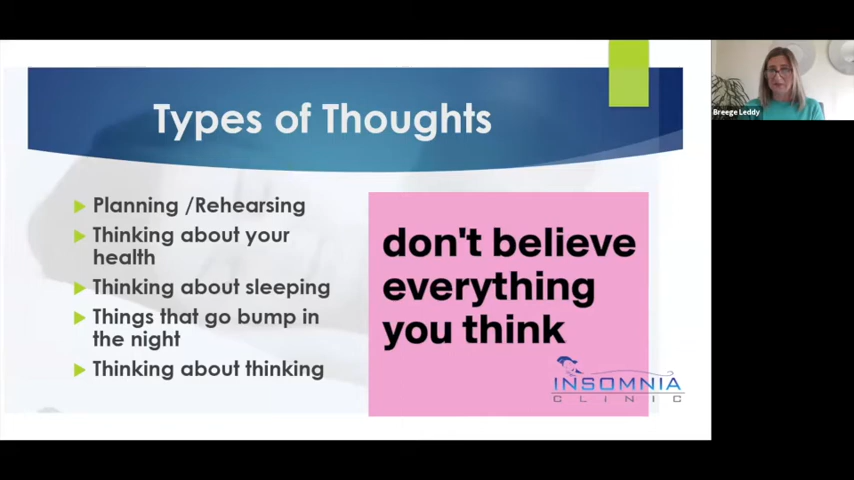 Types of Thoughts
Planning /Rehearsing
Thinking about your
health
Thinking about sleeping
Things that go bump in
the night
Thinking about thinking
don't believe
everything
you think
INSOMNIA
CLINIC
Breege Leddy